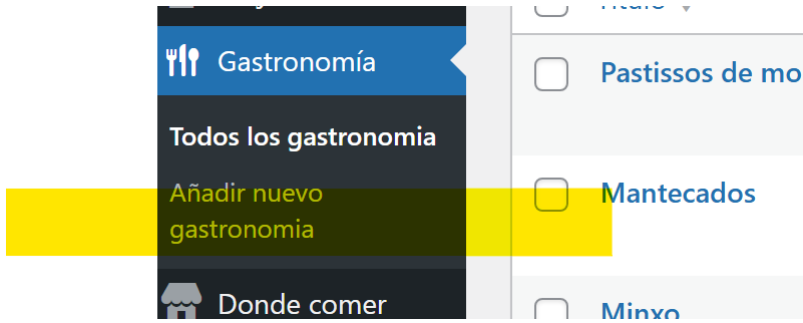 Gastronomía
Pastissos de mo
Todos los gastronomia
Añadir nuevo
gastronomia
Mantecados
Donde comer
Minxo